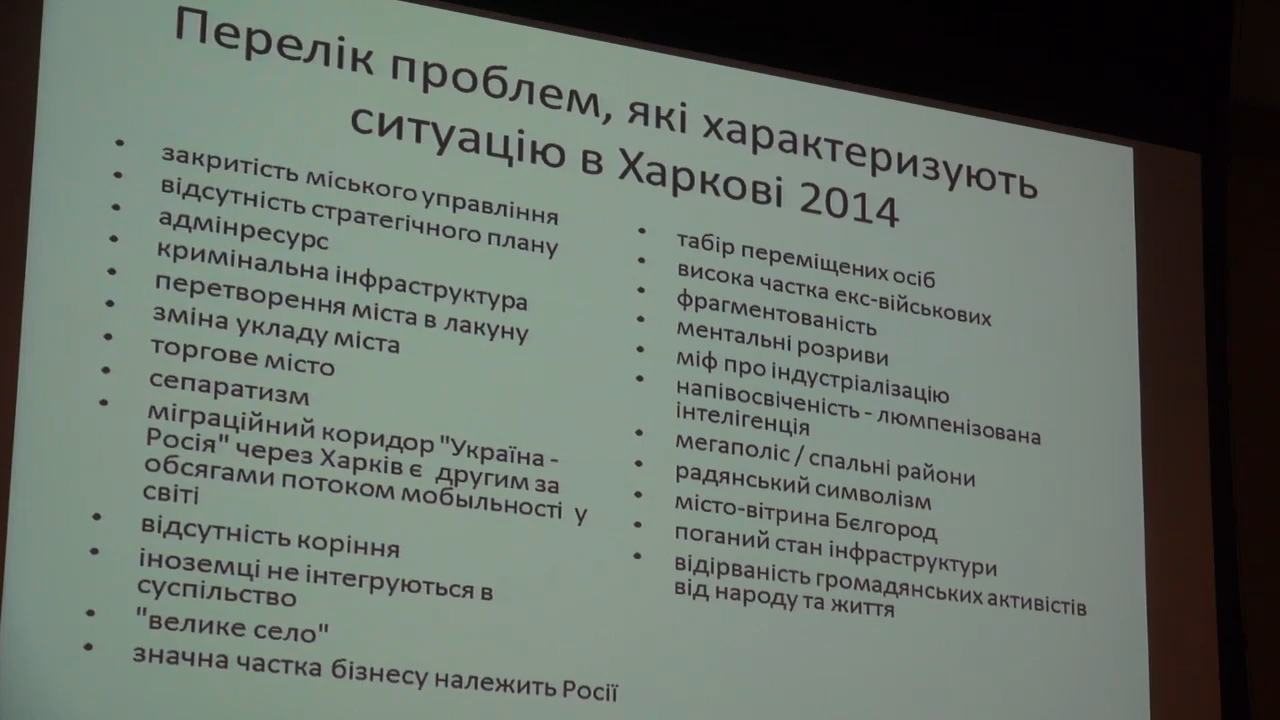 Перелік проблем, які характеризують
ситуацію в Харкові 2014
• закритість міського управління
• відсутність стратегічного плану
• адмінресурс
• кримінальна інфраструктура
• перетворення міста в лакуну
• зміна укладу міста
• торгове місто
• сепаратизм
• міграційний коридор "Україна -
Росія" через Харків є другим за
обсягами потоком мобыльності у
світі
• відсутність коріння
• іноземці не інтегруються в
суспільство
• "велике село"
• значна частка бізнесу належить Росії
• табір переміщених осіб
• висока частка екс-військових
• фрагментованість
• ментальні розриви
• міф про індустріалізацію
• напівосвіченість - люмпенізована
інтелігенція
• мегаполіс / спальні райони
• радянський символізм
• місто-вітрина Бєлгород
• поганий стан інфраструктури
• відірваність громадянських активістів
від народу та життя